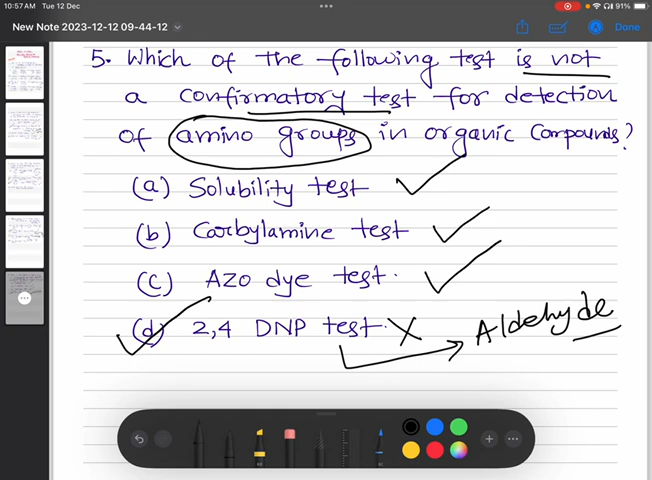 10:57 AM Tue 12 Dec
91%
New Note 2023-12-12 09-44-12
Done
5. Which of the following test is not
a confirmatory test for detection
of amino groups in organic compounds?
(a) Solubility test
(b) Carbylamine test
(c) Azo dye test.
(d) 2,4 DNP test. X Aldehyde